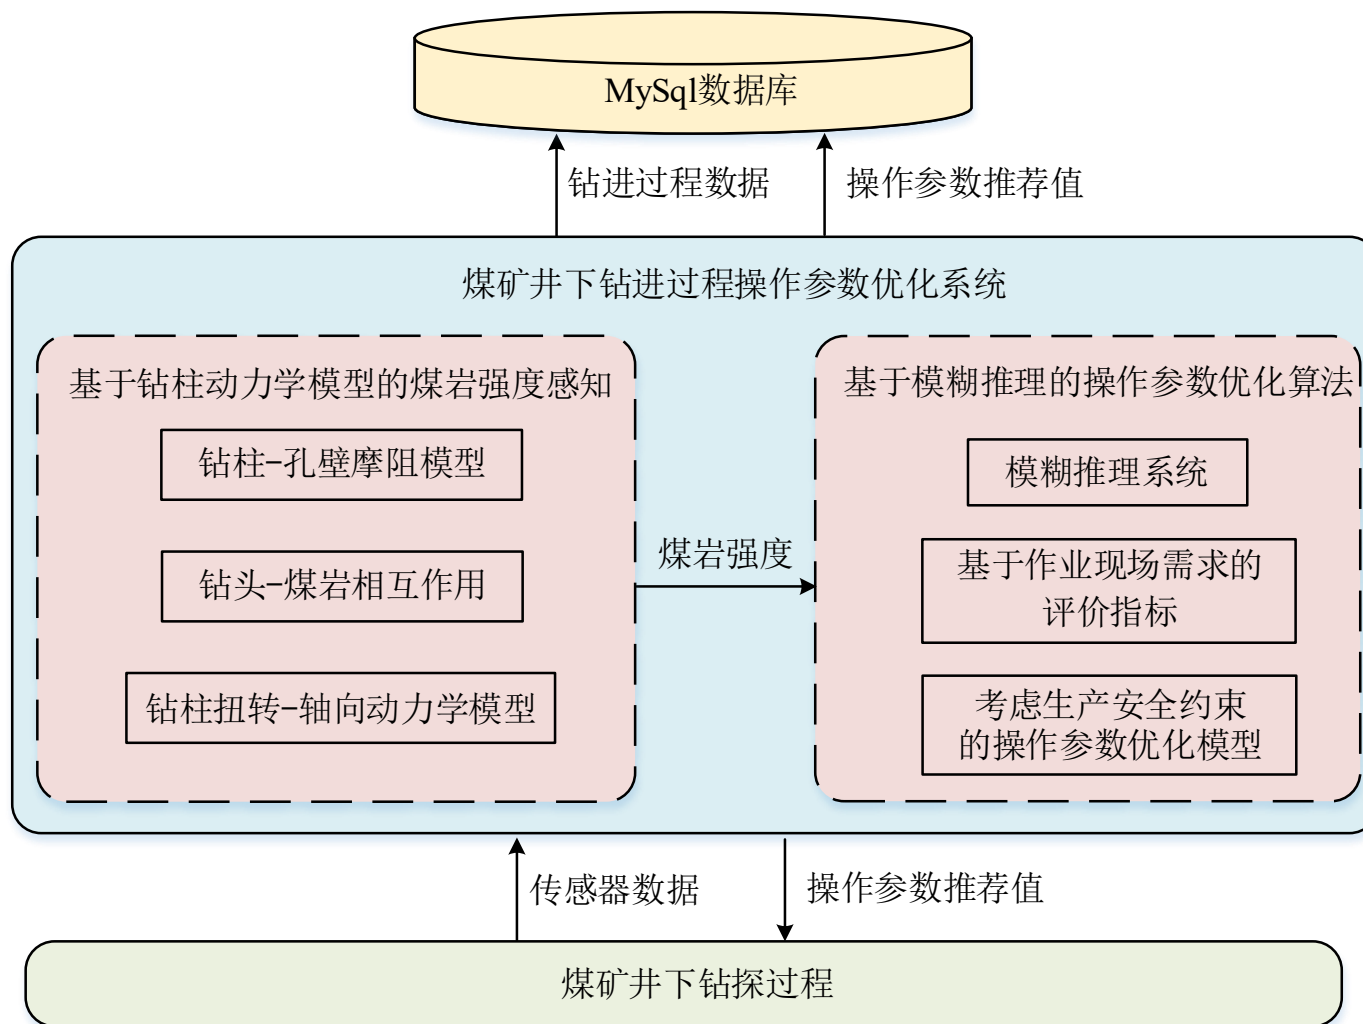 MySql数据库
钻进过程数据
操作参数推荐值
煤矿井下钻进过程操作参数优化系统
基于钻柱动力学模型的煤岩强度感知
钻柱-孔壁摩阻模型
钻头-煤岩相互作用
钻柱扭转-轴向动力学模型
煤岩强度
基于模糊推理的操作参数优化算法
模糊推理系统
基于作业现场需求的
评价指标
考虑生产安全约束
的操作参数优化模型
传感器数据
操作参数推荐值
煤矿井下钻探过程